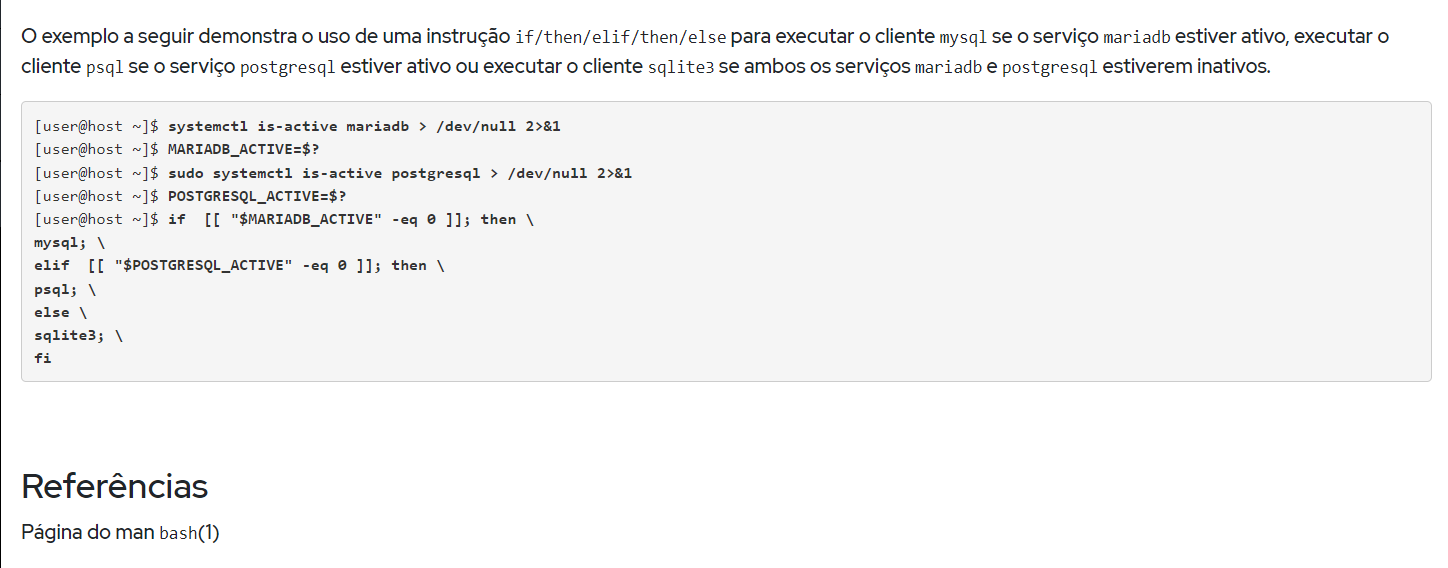 O exemplo a seguir demonstra o uso de uma instrução if/then/elif/then/else para executar o cliente mysql se o serviço mariadb estiver ativo, executar o
cliente psql se o serviço postgresql estiver ativo ou executar o cliente sqlite3 se ambos os serviços mariadb e postgresql estiverem inativos.
[user@host ~]$ systemctl is-active mariadb > /dev/null 2>&1
[user@host ~]$ MARIADB_ACTIVE=$?
[user@host ~]$ sudo systemctl is-active postgresql > /dev/null 2>&1
[user@host ~]$ POSTGRESQL_ACTIVE=$?
[user@host ~]$ if  [[ "$MARIADB_ACTIVE" -eq 0 ]]; then \
mysql; \
elif  [[ "$POSTGRESQL_ACTIVE" -eq 0 ]]; then \
psql; \
else \
sqlite3; \
fi
Referências
Página do man bash(1)